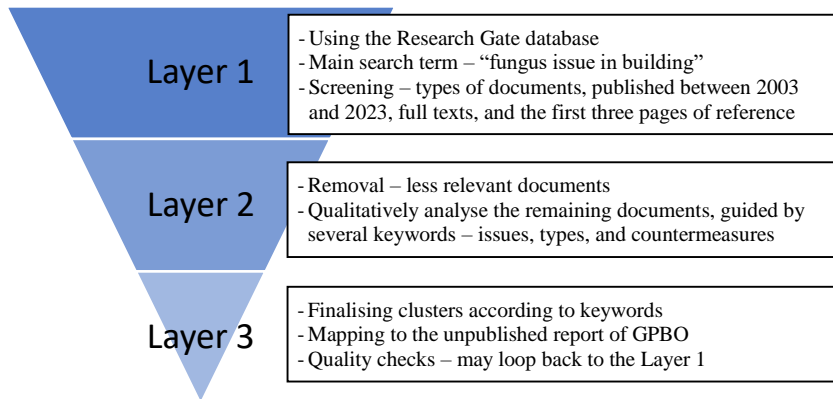 Layer 1
- Using the Research Gate database
- Main search term – “fungus issue in building”
- Screening – types of documents, published between 2003
and 2023, full texts, and the first three pages of reference
Layer 2
- Removal – less relevant documents
- Qualitatively analyse the remaining documents, guided by
several keywords – issues, types, and countermeasures
Layer 3
- Finalising clusters according to keywords
- Mapping to the unpublished report of GPBO
- Quality checks – may loop back to the Layer 1